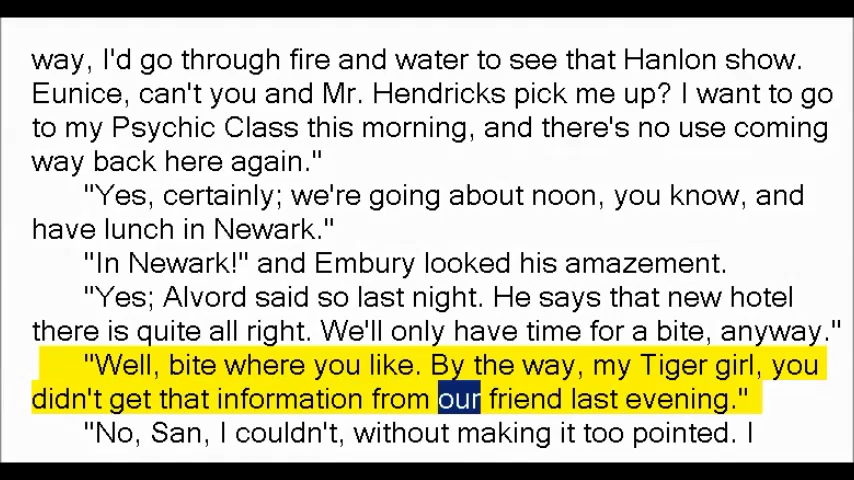 way, I'd go through fire and water to see that Hanlon show.
Eunice, can't you and Mr. Hendricks pick me up? I want to go
to my Psychic Class this morning, and there's no use coming
way back here again."
"Yes, certainly; we're going about noon, you know, and
have lunch in Newark."
"In Newark!" and Embury looked his amazement.
"Yes; Alvord said so last night. He says that new hotel
there is quite all right. We'll only have time for a bite, anyway."
"Well, bite where you like. By the way, my Tiger girl, you
didn't get that information from our friend last evening."
"No, San, I couldn't, without making it too pointed. I